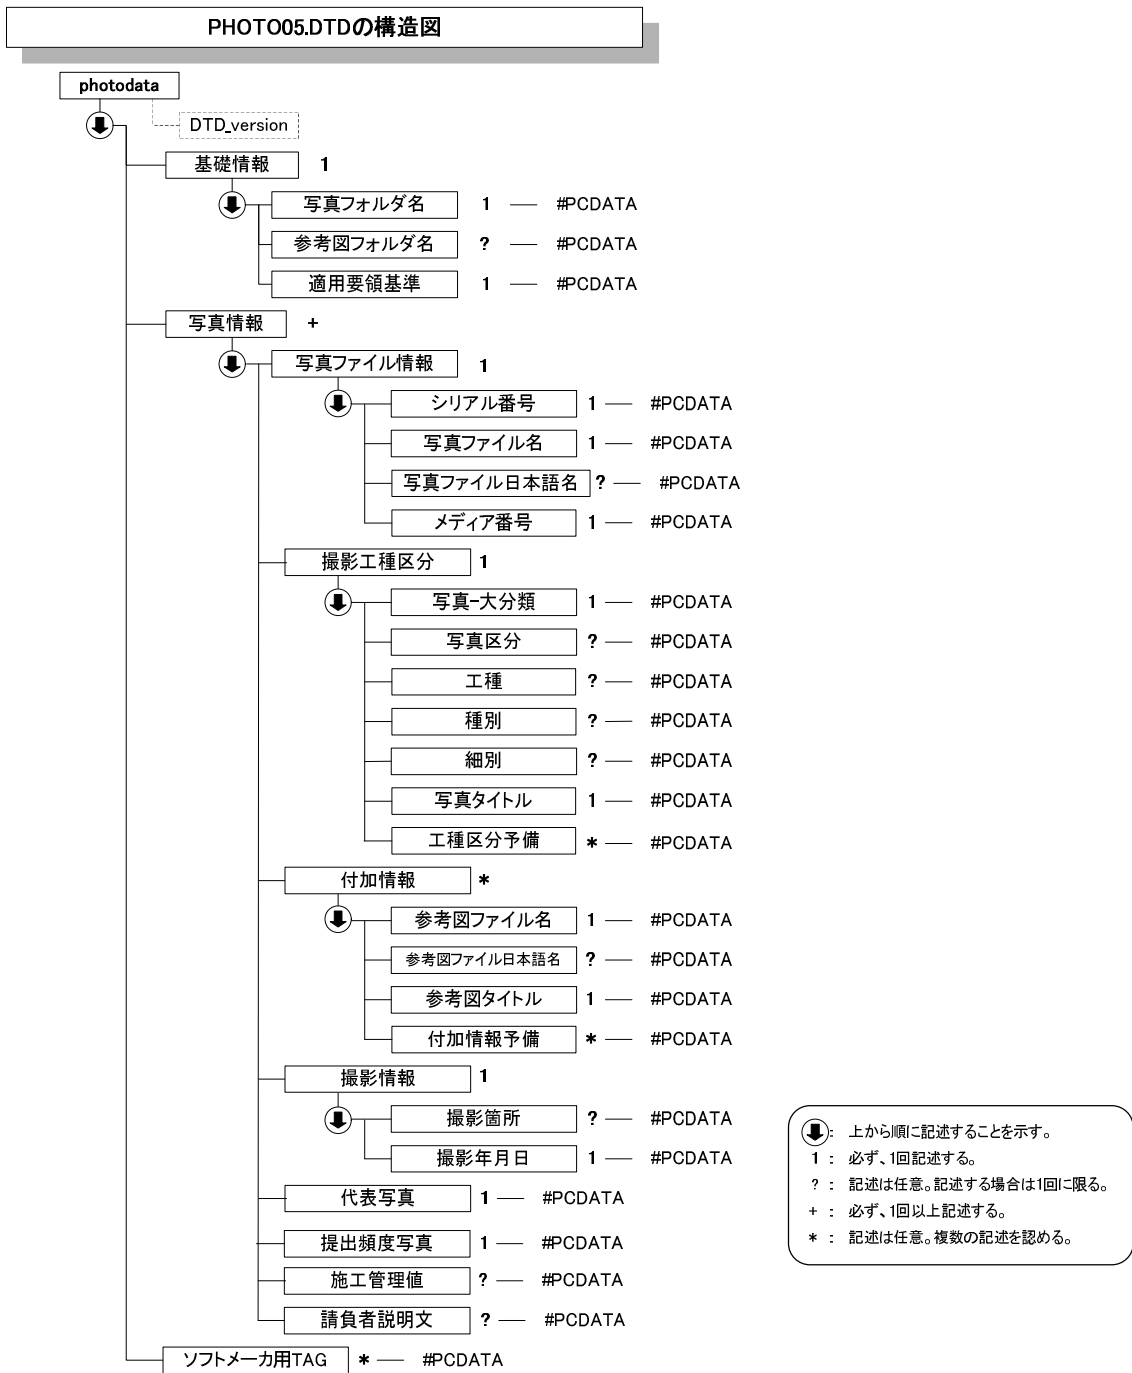 PHOTO05.DTDの構造図
photodata
DTD_version
基礎情報 1
写真フォルダ名 1 — #PCDATA
参考図フォルダ名 ? — #PCDATA
適用要領基準 1 — #PCDATA
写真情報 +
写真ファイル情報 1
シリアル番号 1 — #PCDATA
写真ファイル名 1 — #PCDATA
写真ファイル日本語名 ? — #PCDATA
メディア番号 1 — #PCDATA
撮影工種区分 1
写真-大分類 1 — #PCDATA
写真区分 ? — #PCDATA
工種 ? — #PCDATA
種別 ? — #PCDATA
細別 ? — #PCDATA
写真タイトル 1 — #PCDATA
工種区分予備 * — #PCDATA
付加情報 *
参考図ファイル名 1 — #PCDATA
参考図ファイル日本語名 ? — #PCDATA
参考図タイトル 1 — #PCDATA
付加情報予備 * — #PCDATA
撮影情報 1
撮影箇所 ? — #PCDATA
撮影年月日 1 — #PCDATA
代表写真 1 — #PCDATA
提出頻度写真 1 — #PCDATA
施工管理値 ? — #PCDATA
請負者説明文 ? — #PCDATA
ソフトメーカ用TAG * — #PCDATA
: 上から順に記述することを示す。
1 : 必ず、1回記述する。
? : 記述は任意。記述する場合は1回に限る。
+ : 必ず、1回以上記述する。
* : 記述は任意。複数の記述を認める。